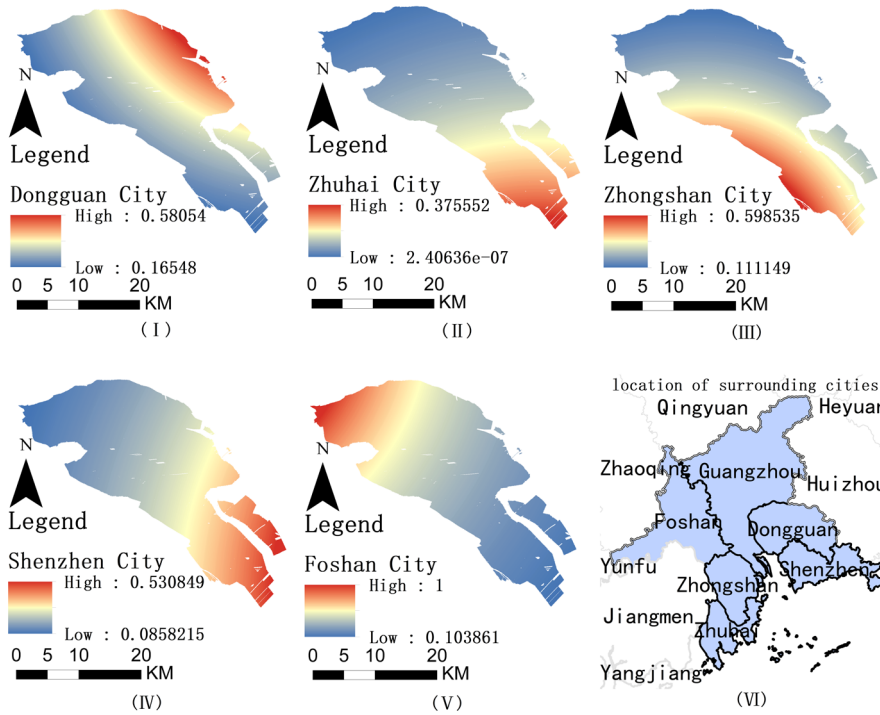 N
Legend
Dongguan City
High : 0.58054
Low : 0.16548
0 5 10 20
KM
(Ⅰ)
N
Legend
Zhuhai City
High : 0.375552
Low : 2.40636e-07
0 5 10 20
KM
(Ⅱ)
N
Legend
Zhongshan City
High : 0.598535
Low : 0.111149
0 5 10 20
KM
(Ⅲ)
N
Legend
Shenzhen City
High : 0.530849
Low : 0.0858215
0 5 10 20
KM
(Ⅳ)
N
Legend
Foshan City
High : 1
Low : 0.103861
0 5 10 20
KM
(Ⅴ)
location of surrounding cities
Qingyuan
Heyuan
Zhaoqing
Guangzhou
Huizhou
Foshan
Dongguan
Yunfu
Shenzhen
Zhongshan
Jiangmen
Zhuhai
Yangjiang
(Ⅵ)